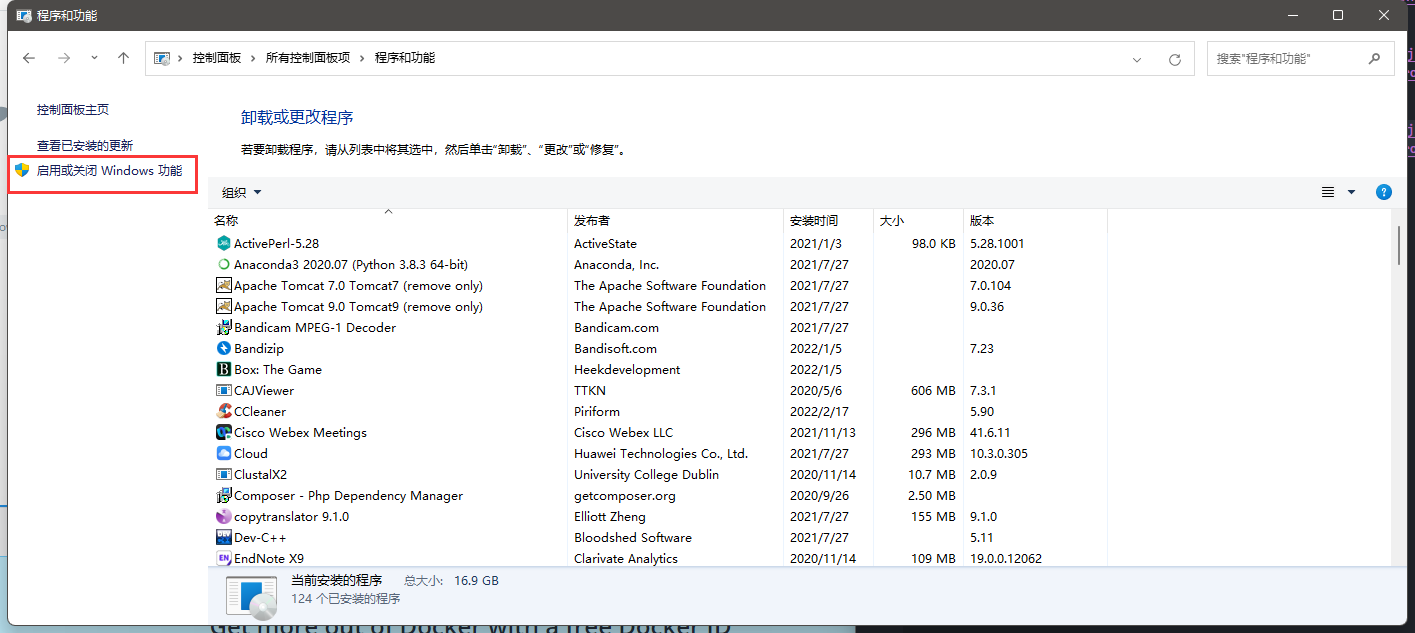 程序和功能
控制面板 › 所有控制面板项 › 程序和功能
搜索"程序和功能"
控制面板主页
查看已安装的更新
启用或关闭 Windows 功能
卸载或更改程序
若要卸载程序，请从列表中将其选中，然后单击“卸载”、“更改”或“修复”。
组织
名称 发布者 安装时间 大小 版本
ActivePerl-5.28 ActiveState 2021/1/3 98.0 KB 5.28.1001
Anaconda3 2020.07 (Python 3.8.3 64-bit) Anaconda, Inc. 2021/7/27 2020.07
Apache Tomcat 7.0 Tomcat7 (remove only) The Apache Software Foundation 2021/7/27 7.0.104
Apache Tomcat 9.0 Tomcat9 (remove only) The Apache Software Foundation 2021/7/27 9.0.36
Bandicam MPEG-1 Decoder Bandicam.com 2021/7/27
Bandizip Bandisoft.com 2022/1/5 7.23
Box: The Game Heekdevelopment 2022/1/5
CAJViewer TTKN 2020/5/6 606 MB 7.3.1
CCleaner Piriform 2022/2/17 5.90
Cisco Webex Meetings Cisco Webex LLC 2021/11/13 296 MB 41.6.11
Cloud Huawei Technologies Co., Ltd. 2021/7/27 293 MB 10.3.0.305
ClustalX2 University College Dublin 2020/11/14 10.7 MB 2.0.9
Composer - Php Dependency Manager getcomposer.org 2020/9/26 2.50 MB
copytranslator 9.1.0 Elliott Zheng 2021/7/27 155 MB 9.1.0
Dev-C++ Bloodshed Software 2021/7/27 5.11
EndNote X9 Clarivate Analytics 2020/11/14 109 MB 19.0.0.12062
当前安装的程序 总大小: 16.9 GB
124 个已安装的程序
Get more out of Docker with a free Docker ID